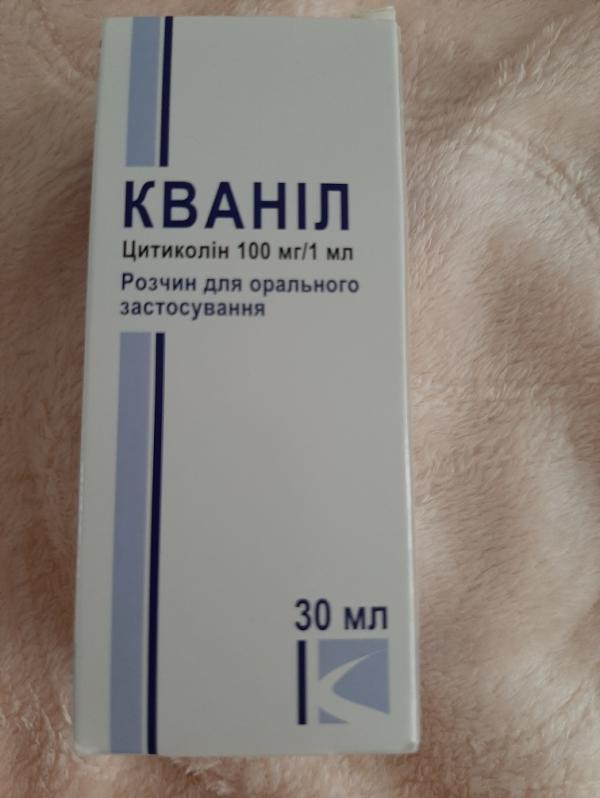 КВАНІЛ
Цитиколін 100 мг/1 мл
Розчин для орального
застосування
30 мл